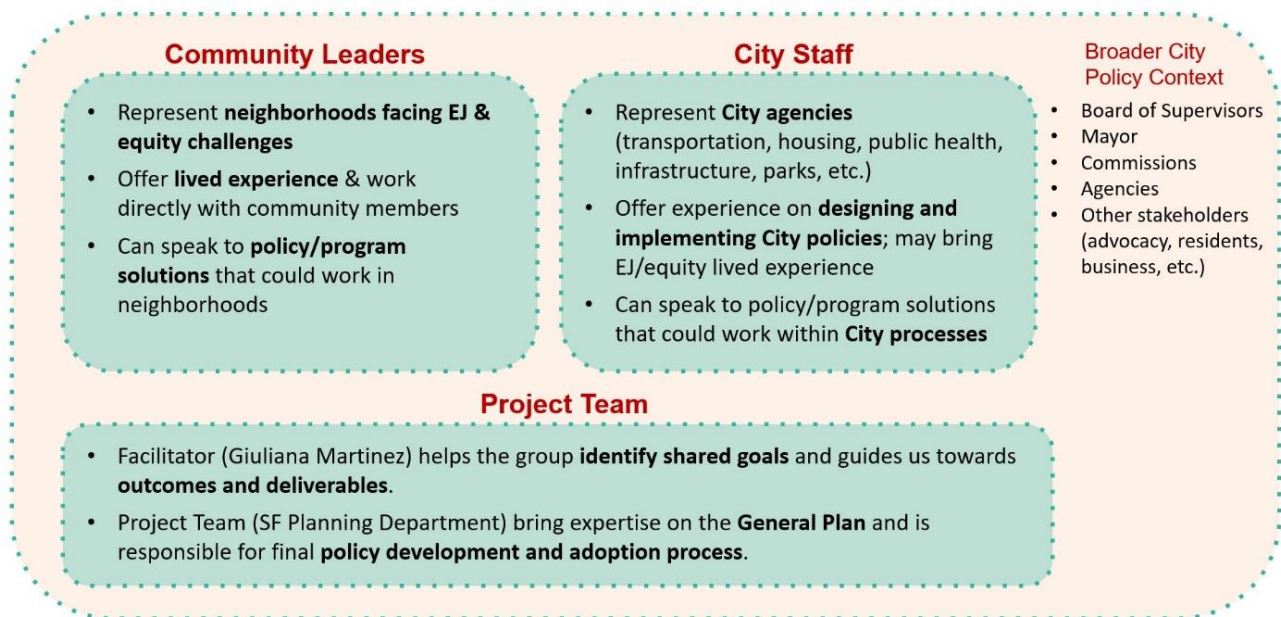 Community Leaders
• Represent neighborhoods facing EJ &
equity challenges
• Offer lived experience & work
directly with community members
• Can speak to policy/program
solutions that could work in
neighborhoods
City Staff
• Represent City agencies
(transportation, housing, public health,
infrastructure, parks, etc.)
• Offer experience on designing and
implementing City policies; may bring
EJ/equity lived experience
• Can speak to policy/program solutions
that could work within City processes
Broader City
Policy Context
• Board of Supervisors
• Mayor
• Commissions
• Agencies
• Other stakeholders
(advocacy, residents,
business, etc.)
Project Team
• Facilitator (Giuliana Martinez) helps the group identify shared goals and guides us towards
outcomes and deliverables.
• Project Team (SF Planning Department) bring expertise on the General Plan and is
responsible for final policy development and adoption process.